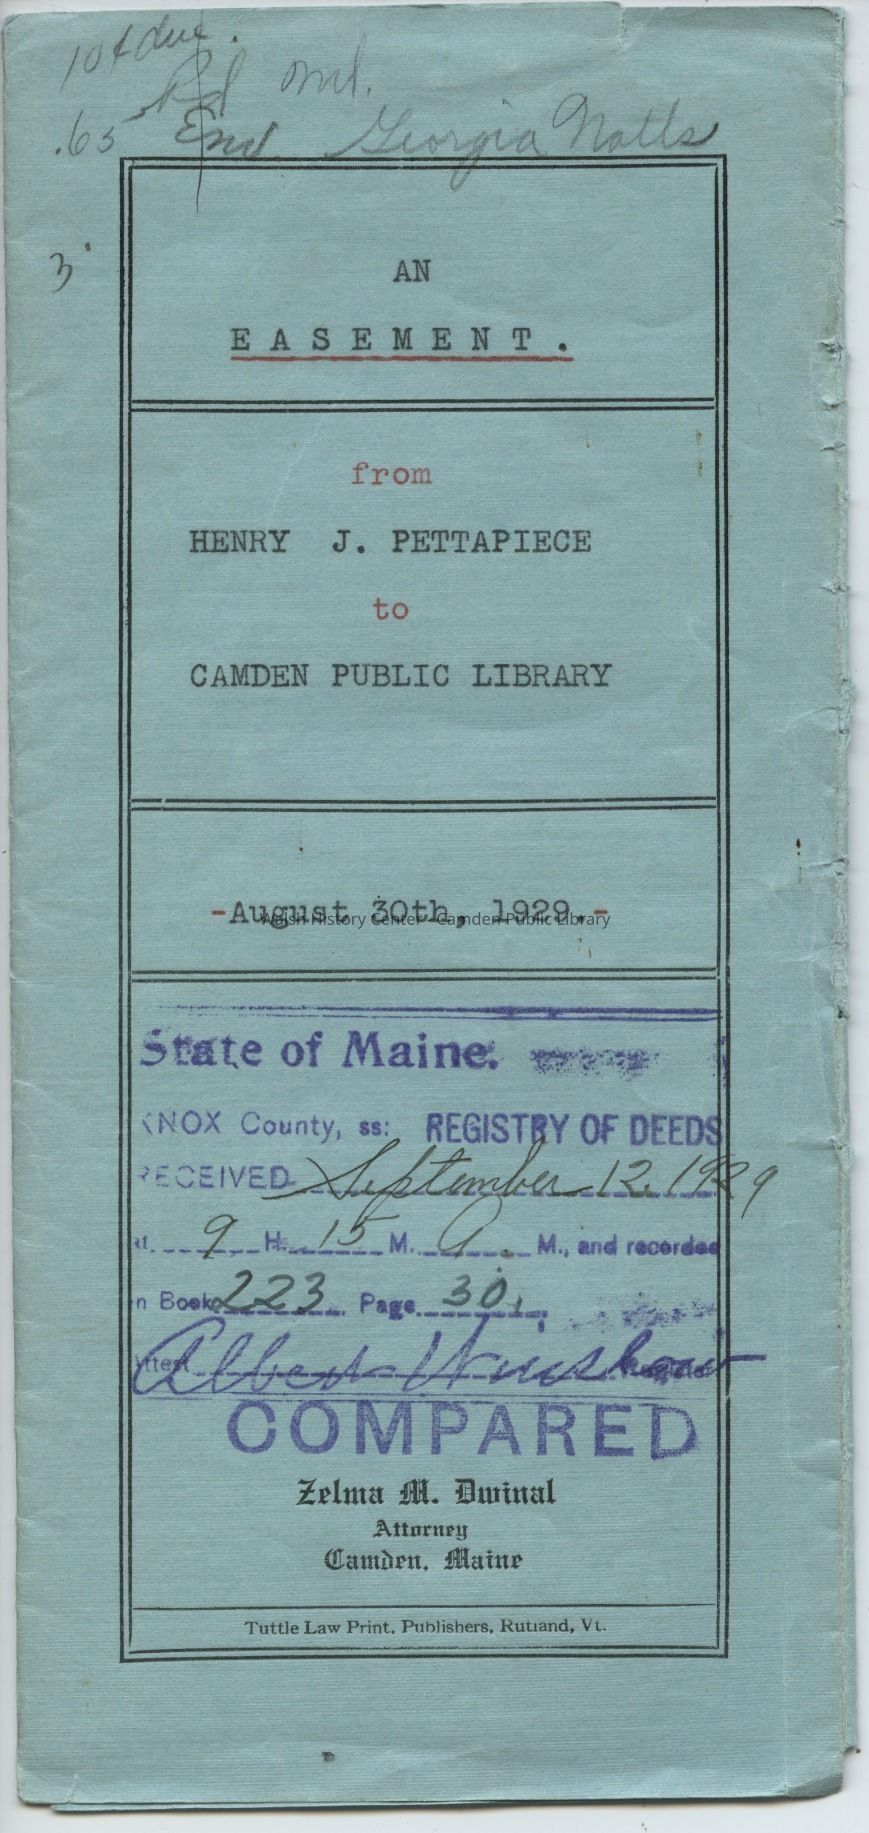 10¢ due.
Pd Ind.
.65 End. Georgia
3
AN
EASEMENT.
from
HENRY J. PETTAPIECE
to
CAMDEN PUBLIC LIBRARY
-August 30th, 1929.-
Walsh History Center - Camden Public Library
State of Maine.
KNOX County, ss: REGISTRY OF DEEDS
RECEIVED September 12, 1929
at 9 H. 15 M. A. M., and recorded
in Book 223 Page 30.
Attest Albert Winslow Register
COMPARED
Zelma M. Dwinal
Attorney
Camden, Maine
Tuttle Law Print, Publishers, Rutland, Vt.